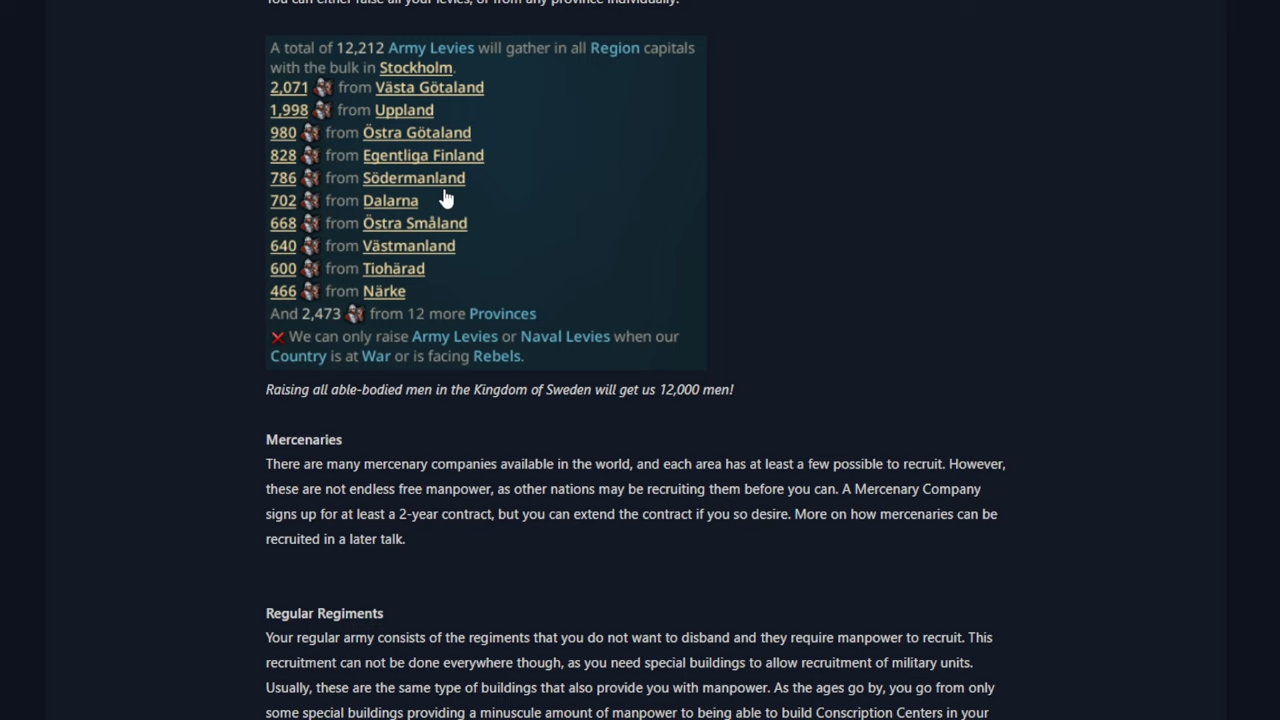 You can either raise all your levies, or from any province individually.
A total of 12,212 Army Levies will gather in all Region capitals
with the bulk in Stockholm.
2,071 from Västa Götaland
1,998 from Uppland
980 from Östra Götaland
828 from Egentliga Finland
786 from Södermanland
702 from Dalarna
668 from Östra Småland
640 from Västmanland
600 from Tiohärad
466 from Närke
And 2,473 from 12 more Provinces
We can only raise Army Levies or Naval Levies when our
Country is at War or is facing Rebels.
Raising all able-bodied men in the Kingdom of Sweden will get us 12,000 men!
Mercenaries
There are many mercenary companies available in the world, and each area has at least a few possible to recruit. However,
these are not endless free manpower, as other nations may be recruiting them before you can. A Mercenary Company
signs up for at least a 2-year contract, but you can extend the contract if you so desire. More on how mercenaries can be
recruited in a later talk.
Regular Regiments
Your regular army consists of the regiments that you do not want to disband and they require manpower to recruit. This
recruitment can not be done everywhere though, as you need special buildings to allow recruitment of military units.
Usually, these are the same type of buildings that also provide you with manpower. As the ages go by, you go from only
some special buildings providing a minuscule amount of manpower to being able to build Conscription Centers in your